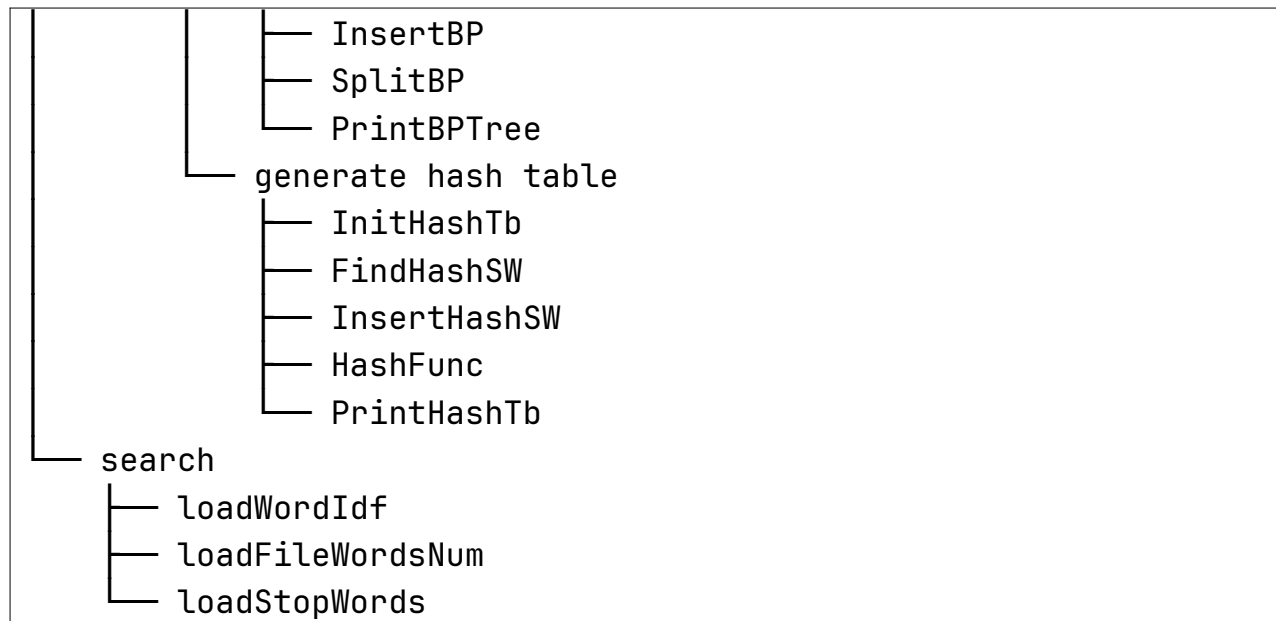 InsertBP
SplitBP
PrintBPTree
generate hash table
InitHashTb
FindHashSW
InsertHashSW
HashFunc
PrintHashTb
search
loadWordIdf
loadFileWordsNum
loadStopWords